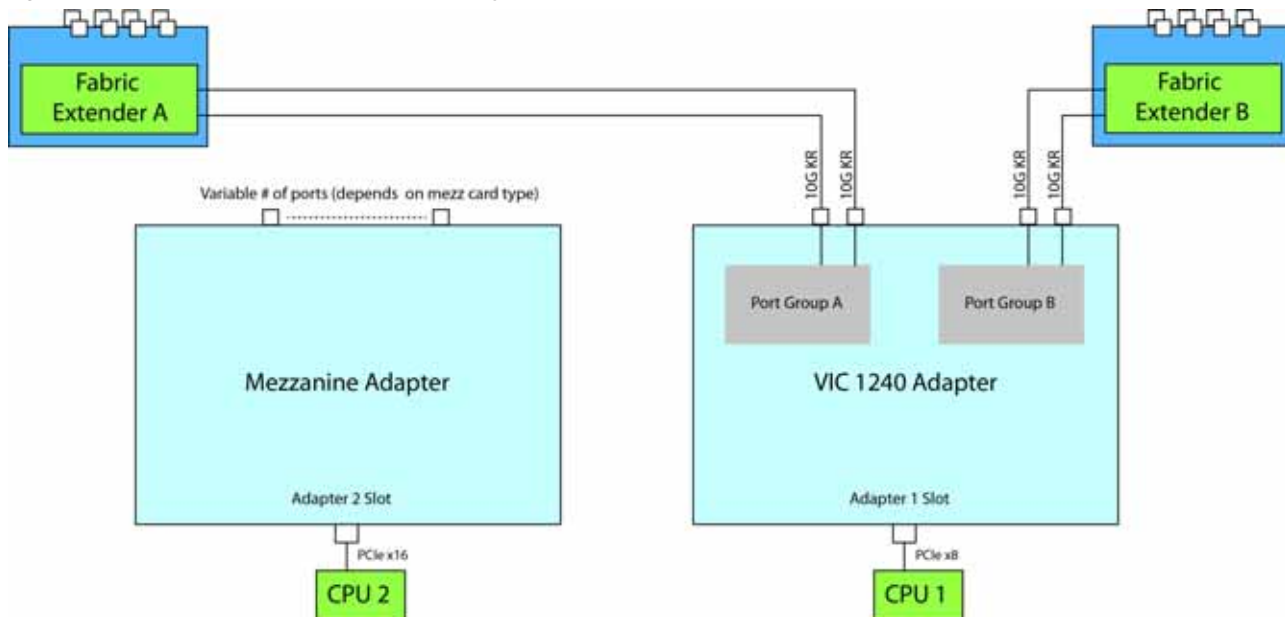 Fabric
Extender A
Fabric
Extender B
10G KR
10G KR
10G KR
10G KR
Variable # of ports (depends on mezz card type)
Port Group A
Port Group B
Mezzanine Adapter
VIC 1240 Adapter
Adapter 2 Slot
Adapter 1 Slot
PCIe x16
PCIe x8
CPU 2
CPU 1